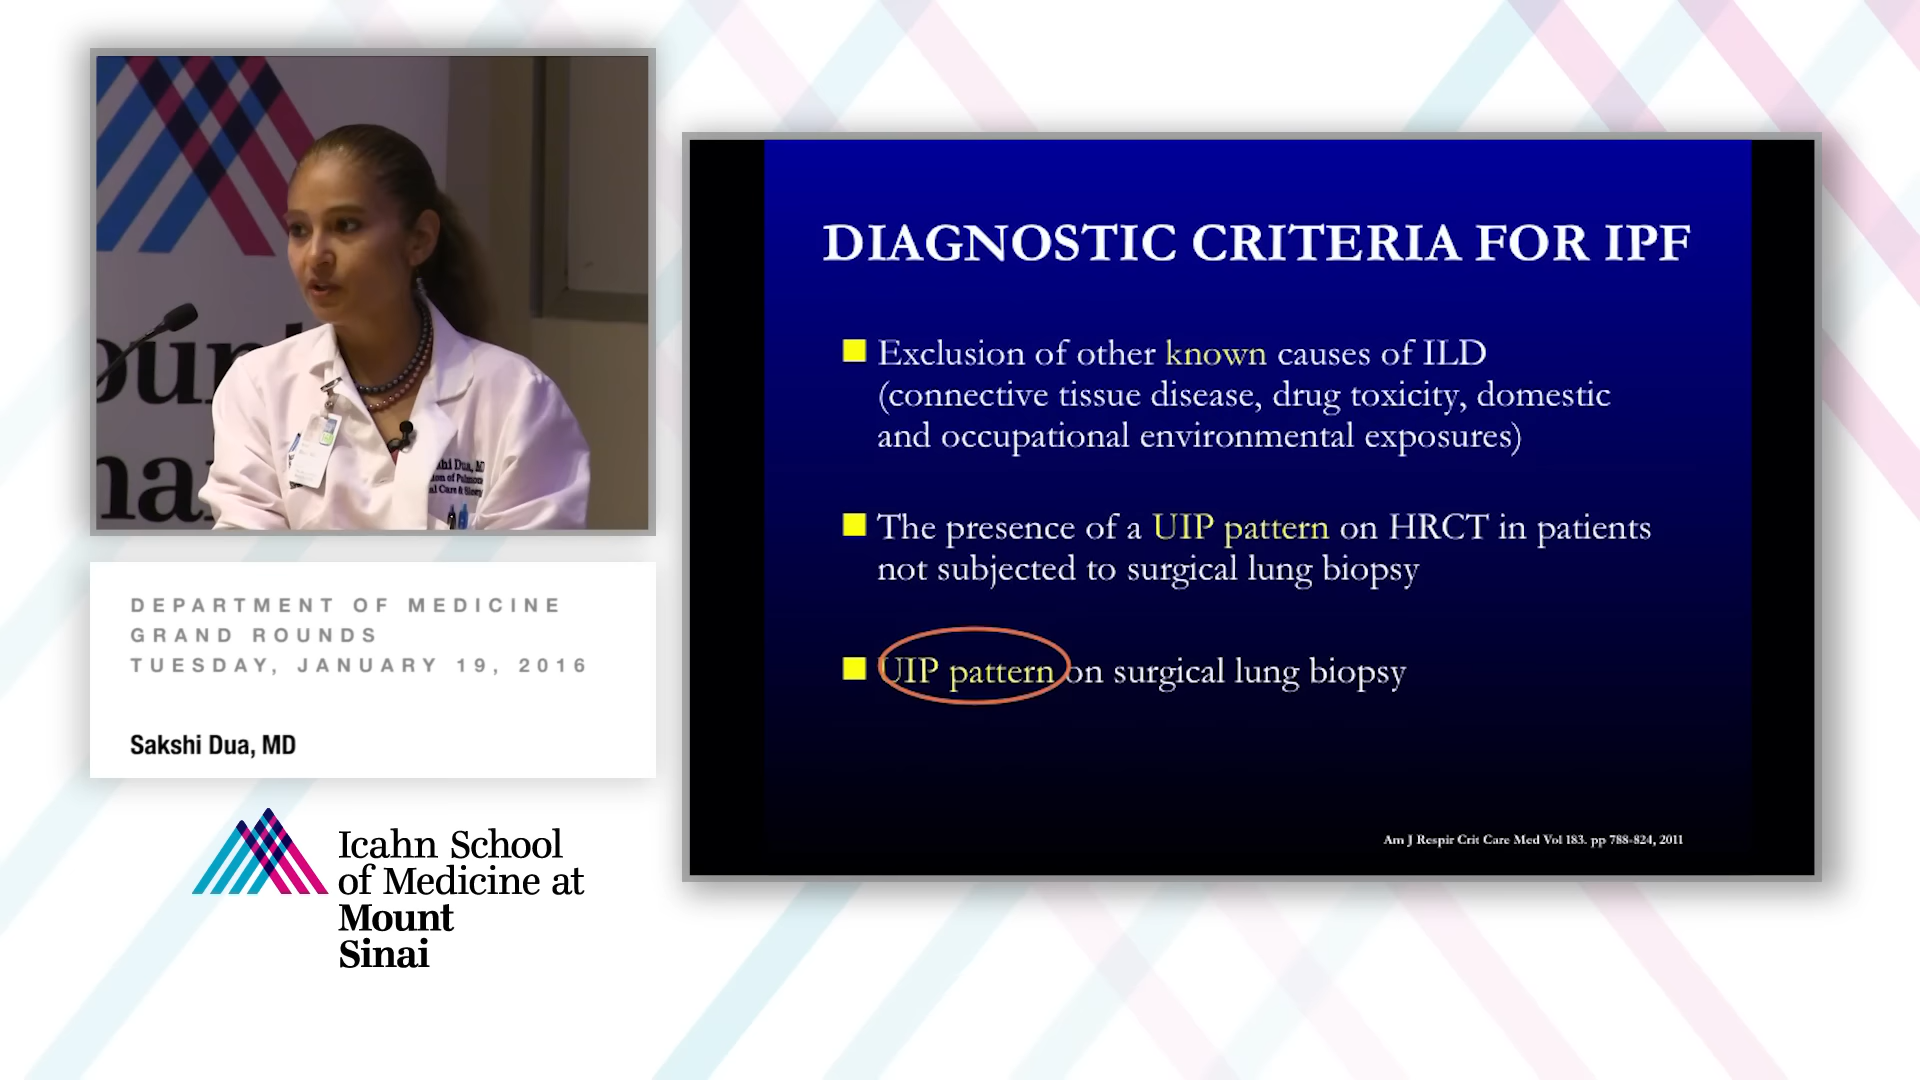 DIAGNOSTIC CRITERIA FOR IPF
Exclusion of other known causes of ILD
(connective tissue disease, drug toxicity, domestic
and occupational environmental exposures)
The presence of a UIP pattern on HRCT in patients
not subjected to surgical lung biopsy
UIP pattern on surgical lung biopsy
Am J Respir Crit Care Med Vol 183. pp 788-824, 2011
DEPARTMENT OF MEDICINE
GRAND ROUNDS
TUESDAY, JANUARY 19, 2016
Sakshi Dua, MD
Icahn School
of Medicine at
Mount
Sinai